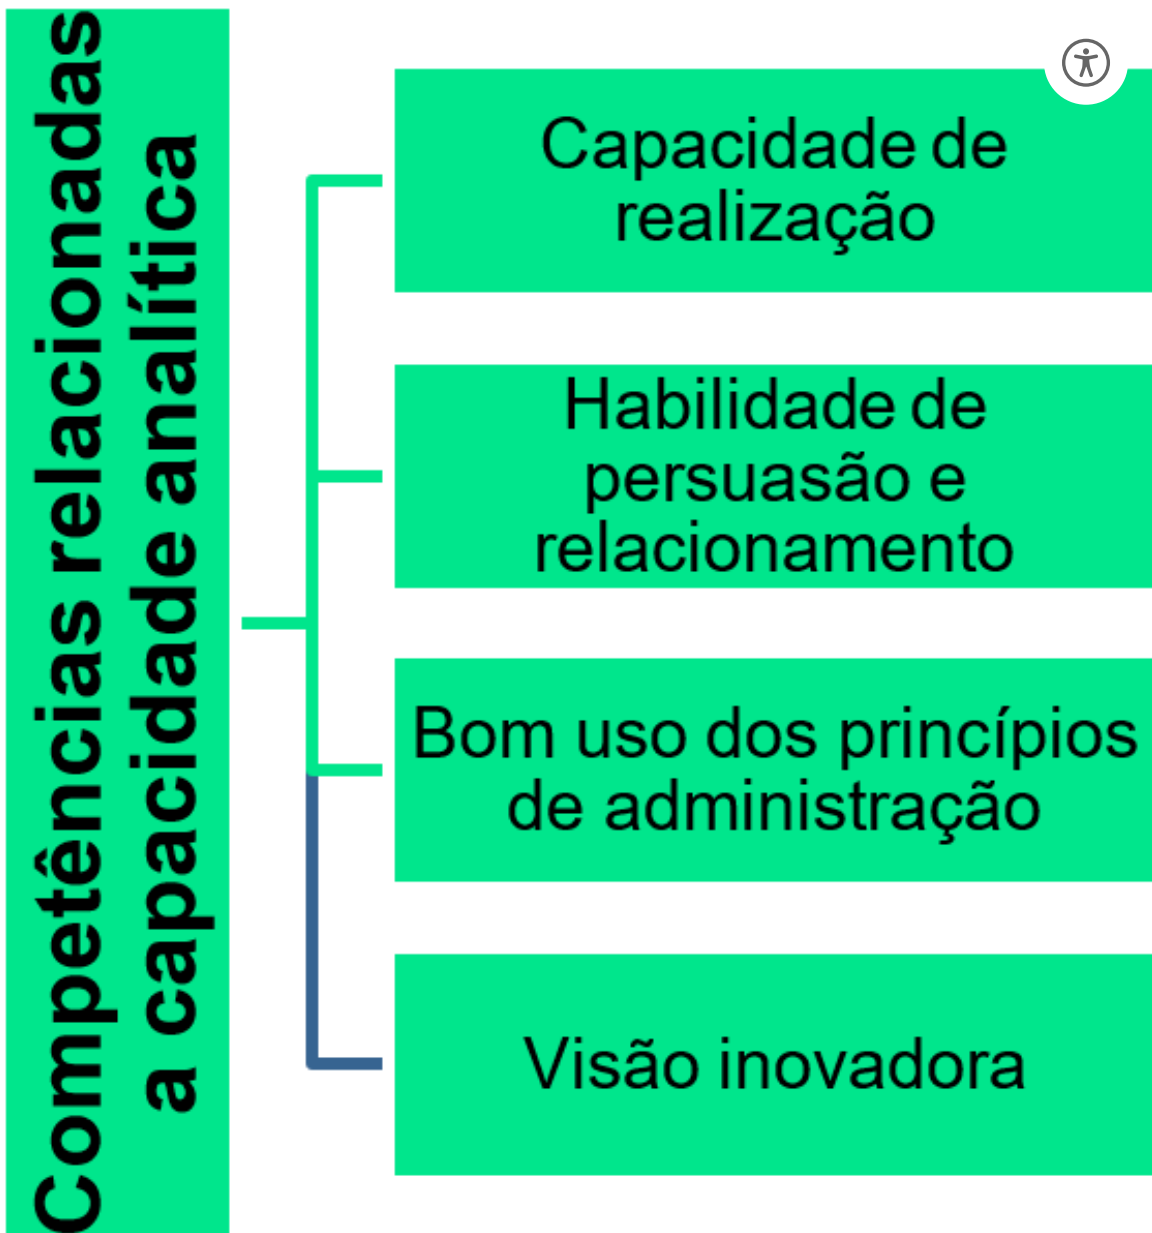 Competências relacionadas
a capacidade analítica
Capacidade de
realização
Habilidade de
persuasão e
relacionamento
Bom uso dos princípios
de administração
Visão inovadora